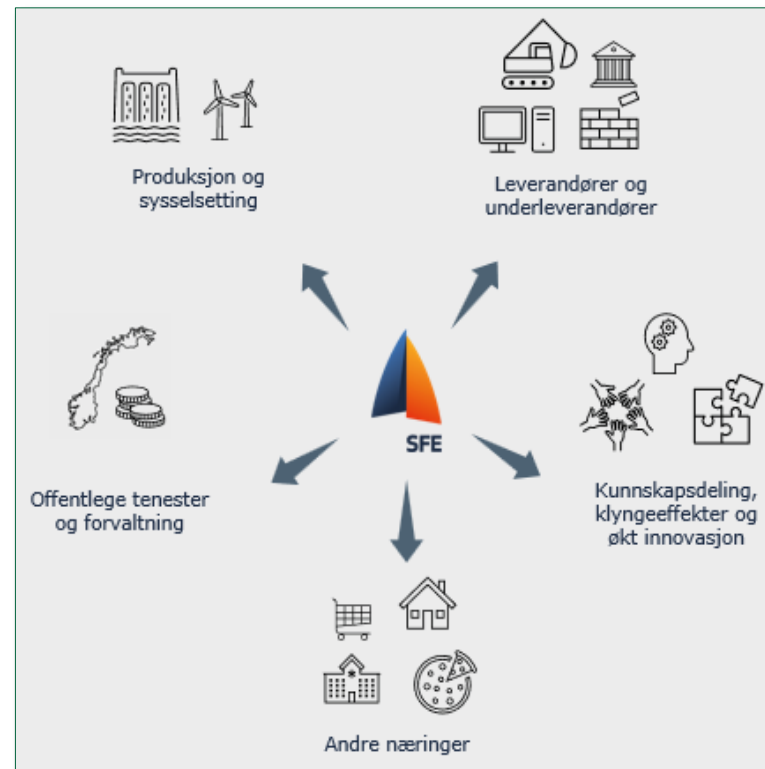 Produksjon og
sysselsetting
Leverandører og
underleverandører
SFE
Offentlege tenester
og forvaltning
Kunnskapsdeling,
klyngeeffekter og
økt innovasjon
Andre næringer